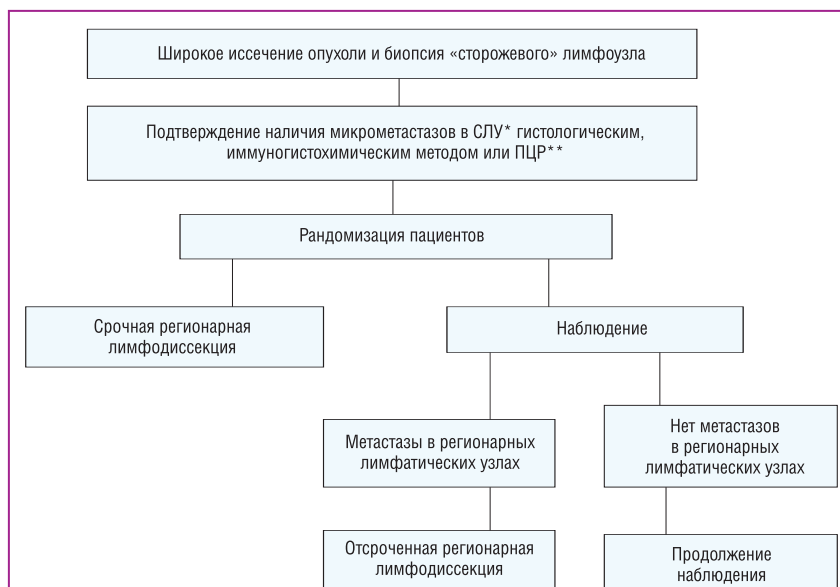 Широкое иссечение опухоли и биопсия «сторожевого» лимфоузла
Подтверждение наличия микрометастазов в СЛУ* гистологическим,
иммуногистохимическим методом или ПЦР**
Рандомизация пациентов
Срочная регионарная
лимфодиссекция
Наблюдение
Метастазы в регионарных
лимфатических узлах
Нет метастазов
в регионарных
лимфатических узлах
Отсроченная регионарная
лимфодиссекция
Продолжение
наблюдения